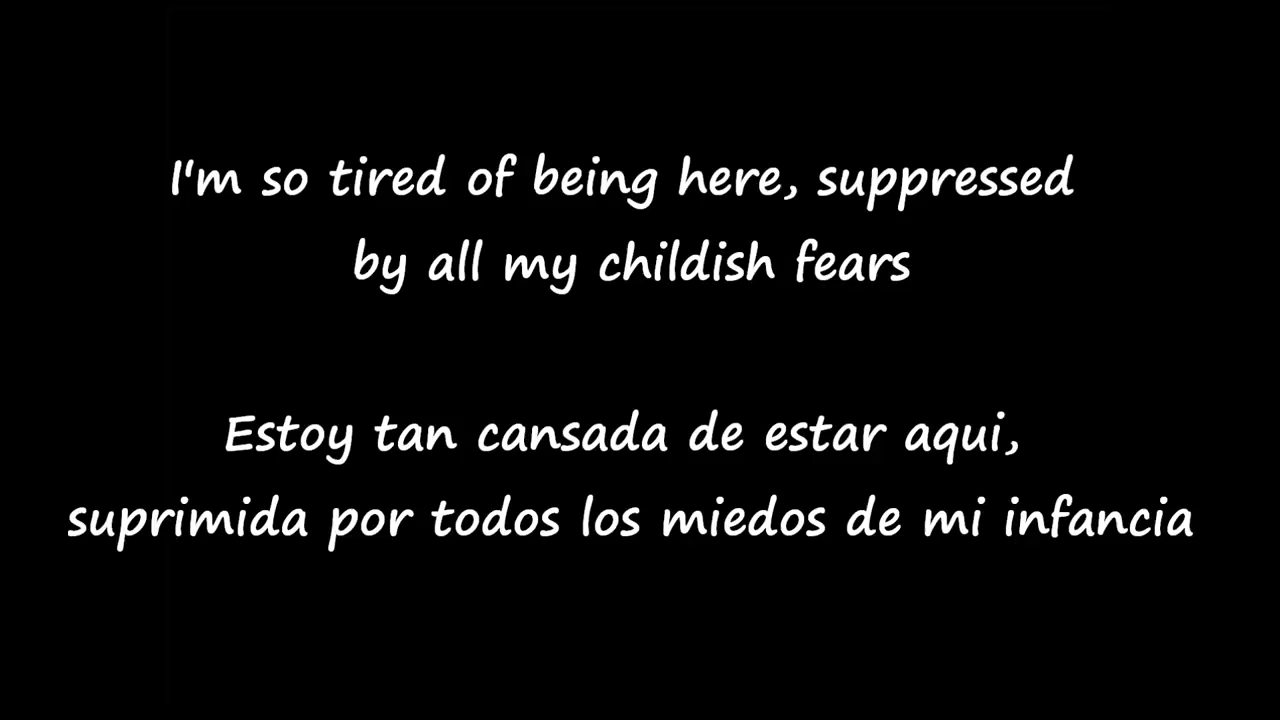 I'm so tired of being here, suppressed
by all my childish fears
Estoy tan cansada de estar aqui,
suprimida por todos los miedos de mi infancia